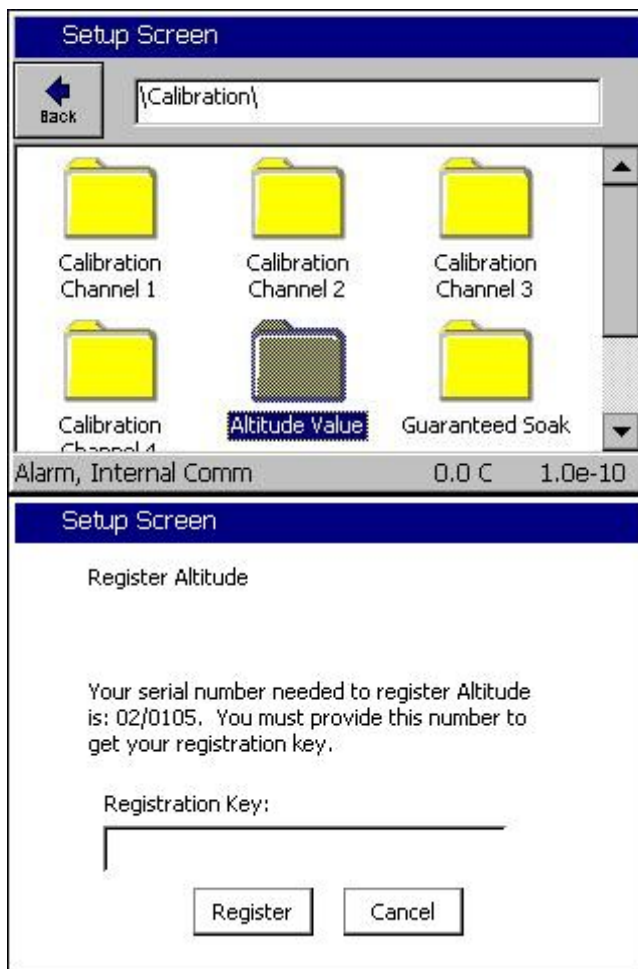 Setup Screen
Back
\Calibration\
Calibration Channel 1
Calibration Channel 2
Calibration Channel 3
Calibration Channel 4
Altitude Value
Guaranteed Soak
Alarm, Internal Comm 0.0 C 1.0e-10
Setup Screen
Register Altitude
Your serial number needed to register Altitude
is: 02/0105. You must provide this number to
get your registration key.
Registration Key:
Register Cancel